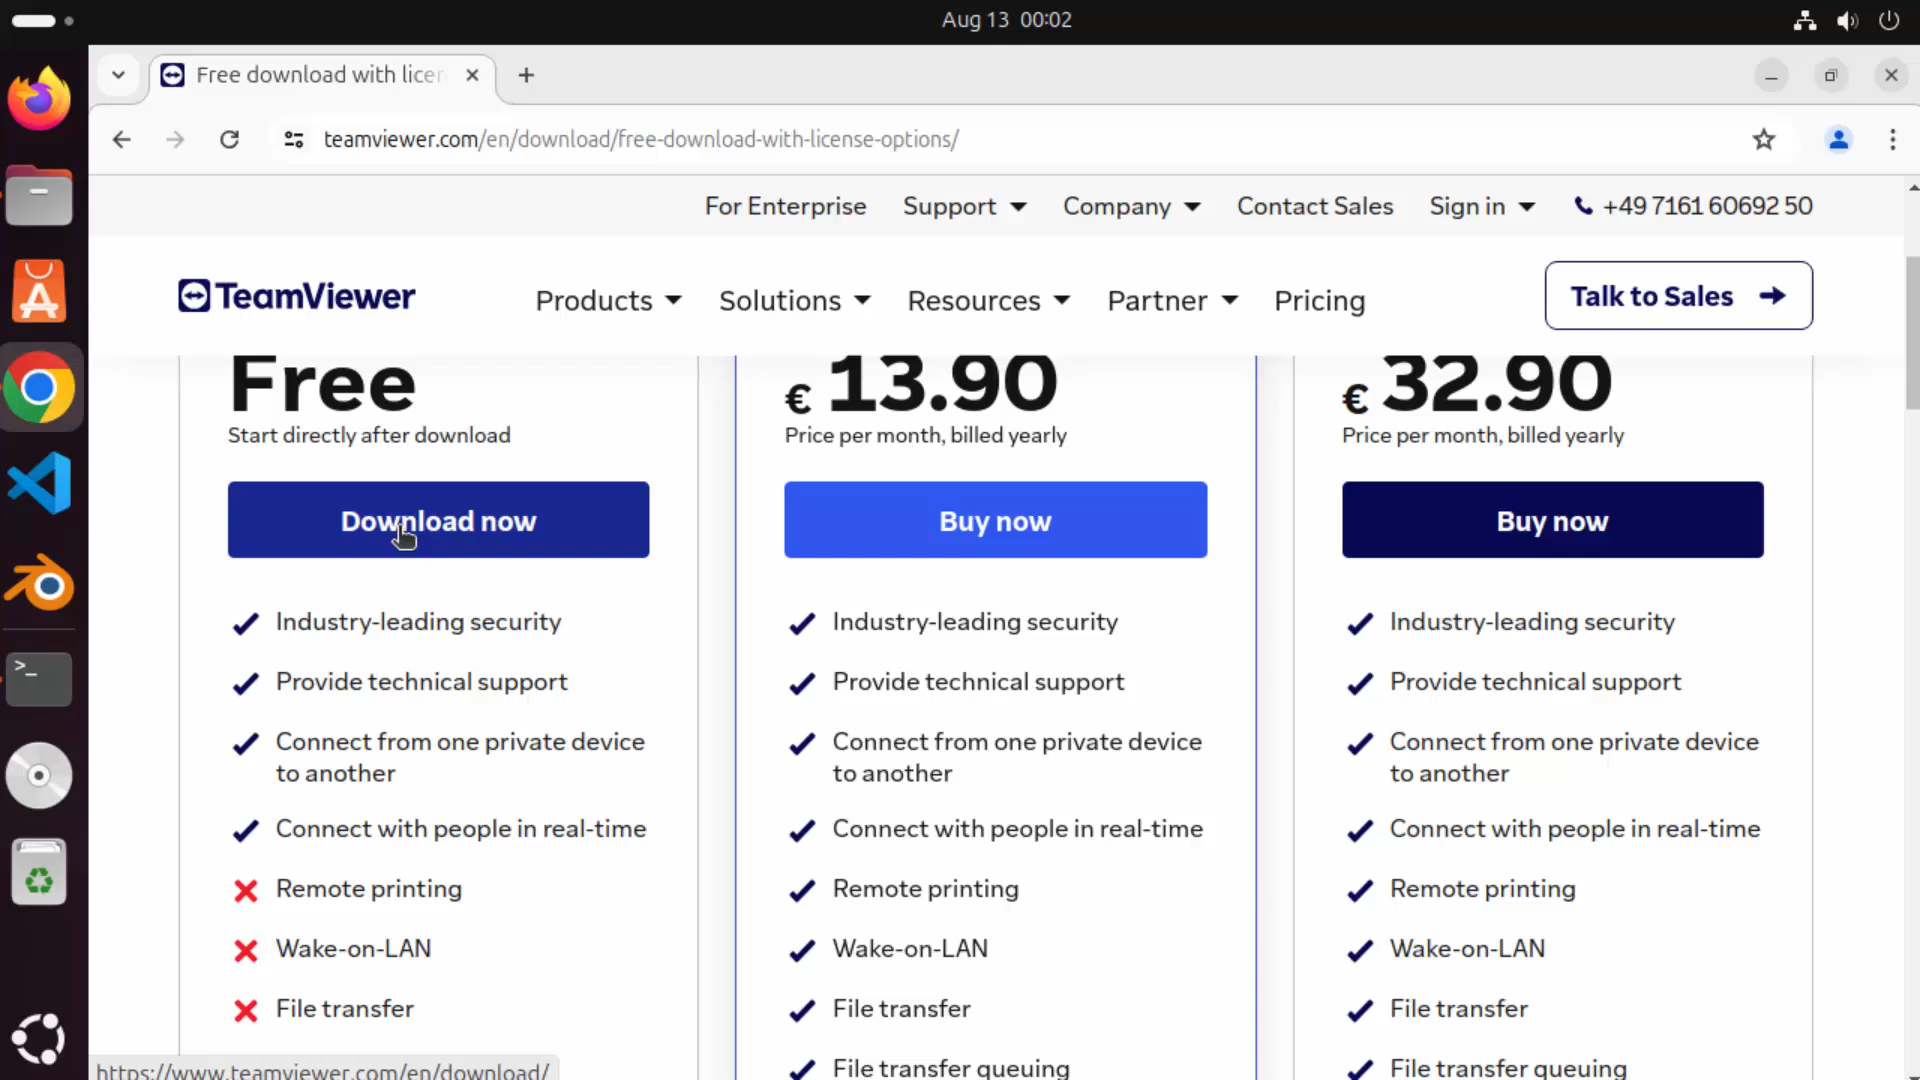 Aug 13 00:02
Free download with licen
teamviewer.com/en/download/free-download-with-license-options/
For Enterprise Support Company Contact Sales Sign in +49 7161 60692 50
TeamViewer Products Solutions Resources Partner Pricing Talk to Sales
Free
Start directly after download
Download now
Industry-leading security
Provide technical support
Connect from one private device
to another
Connect with people in real-time
Remote printing
Wake-on-LAN
File transfer
€ 13.90
Price per month, billed yearly
Buy now
Industry-leading security
Provide technical support
Connect from one private device
to another
Connect with people in real-time
Remote printing
Wake-on-LAN
File transfer
File transfer queuing
€ 32.90
Price per month, billed yearly
Buy now
Industry-leading security
Provide technical support
Connect from one private device
to another
Connect with people in real-time
Remote printing
Wake-on-LAN
File transfer
File transfer queuing
https://www.teamviewer.com/en/download/